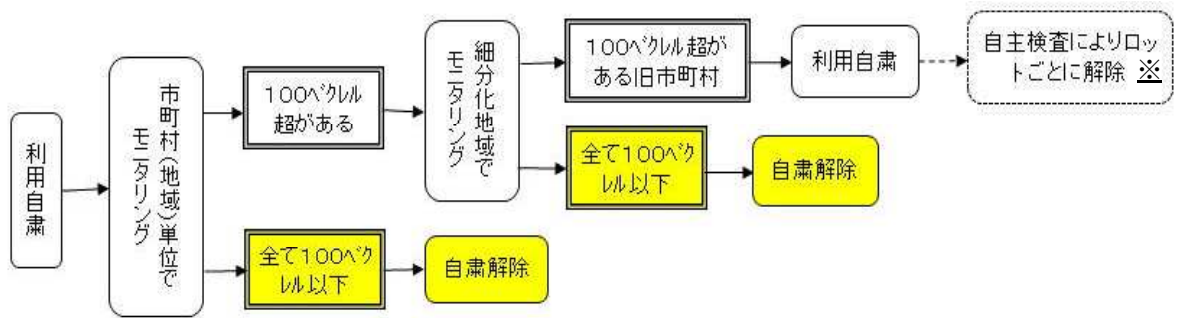 利用自粛
市町村(地域)単位で
モニタリング
100ベクレル
超がある
全て100ベク
レル以下
自粛解除
細分化地域で
モニタリング
100ベクレル超が
ある旧市町村
利用自粛
自主検査によりロッ
トごとに解除 ※
全て100ベク
レル以下
自粛解除